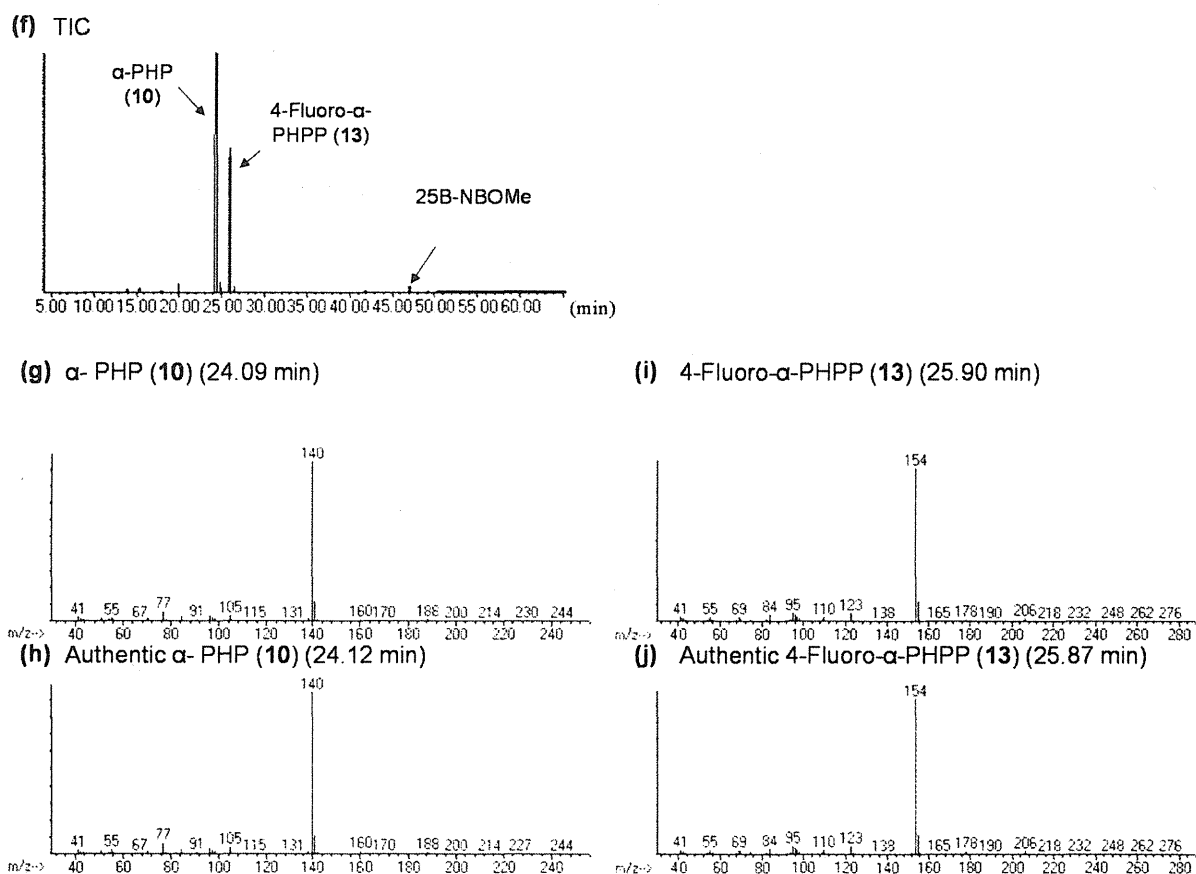 (f) TIC
α-PHP
(10)
4-Fluoro-α-
PHPP (13)
25B-NBOMe
5.00 10.00 15.00 20.00 25.00 30.00 35.00 40.00 45.00 50.00 55.00 60.00 (min)
(g) α- PHP (10) (24.09 min)
140
41 55 67 77 91 105 115 131 160 170 188 200 214 230 244
m/z--> 40 60 80 100 120 140 160 180 200 220 240
(h) Authentic α- PHP (10) (24.12 min)
140
41 55 67 77 91 105 115 131 160 170 188 200 214 227 244
m/z--> 40 60 80 100 120 140 160 180 200 220 240
(i) 4-Fluoro-α-PHPP (13) (25.90 min)
154
41 55 69 84 95 110 123 138 165 178 190 206 218 232 248 262 276
m/z--> 40 60 80 100 120 140 160 180 200 220 240 260 280
(j) Authentic 4-Fluoro-α-PHPP (13) (25.87 min)
154
41 55 69 84 95 110 123 138 165 178 190 206 218 232 248 262 276
m/z--> 40 60 80 100 120 140 160 180 200 220 240 260 280